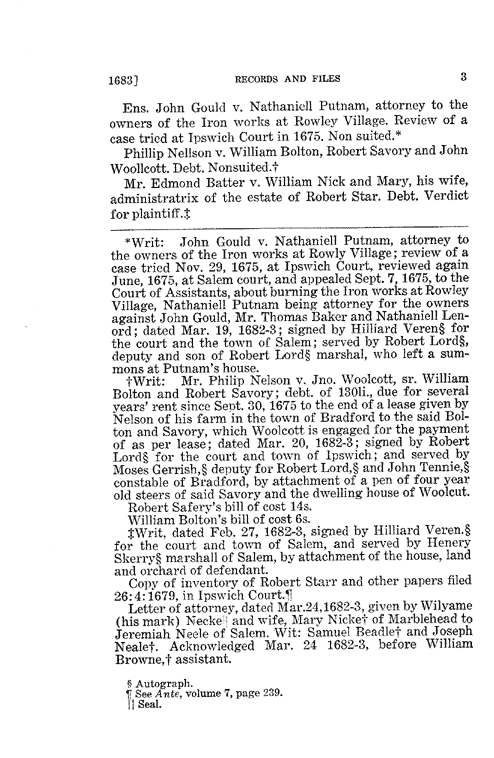 1683] RECORDS AND FILES 3
Ens. John Gould v. Nathaniell Putnam, attorney to the
owners of the Iron works at Rowley Village. Review of a
case tried at Ipswich Court in 1675. Non suited.*
Phillip Nellson v. William Bolton, Robert Savory and John
Woollcott. Debt. Nonsuited.†
Mr. Edmond Batter v. William Nick and Mary, his wife,
administratrix of the estate of Robert Star. Debt. Verdict
for plaintiff.‡
*Writ: John Gould v. Nathaniell Putnam, attorney to
the owners of the Iron works at Rowly Village; review of a
case tried Nov. 29, 1675, at Ipswich Court, reviewed again
June, 1675, at Salem court, and appealed Sept. 7, 1675, to the
Court of Assistants, about burning the Iron works at Rowley
Village, Nathaniell Putnam being attorney for the owners
against John Gould, Mr. Thomas Baker and Nathaniell Len-
ord; dated Mar. 19, 1682-3; signed by Hilliard Veren§ for
the court and the town of Salem; served by Robert Lord§,
deputy and son of Robert Lord§ marshal, who left a sum-
mons at Putnam's house.
†Writ: Mr. Philip Nelson v. Jno. Woolcott, sr. William
Bolton and Robert Savory; debt. of 130li., due for several
years' rent since Sept. 30, 1675 to the end of a lease given by
Nelson of his farm in the town of Bradford to the said Bol-
ton and Savory, which Woolcott is engaged for the payment
of as per lease; dated Mar. 20, 1682-3; signed by Robert
Lord§ for the court and town of Ipswich; and served by
Moses Gerrish,§ deputy for Robert Lord,§ and John Tennie,§
constable of Bradford, by attachment of a pen of four year
old steers of said Savory and the dwelling house of Woolcut.
Robert Safery's bill of cost 14s.
William Bolton's bill of cost 6s.
‡Writ, dated Feb. 27, 1682-3, signed by Hilliard Veren.§
for the court and town of Salem, and served by Henery
Skerry§ marshall of Salem, by attachment of the house, land
and orchard of defendant.
Copy of inventory of Robert Starr and other papers filed
26:4:1679, in Ipswich Court.¶
Letter of attorney, dated Mar.24,1682-3, given by Wilyame
(his mark) Necke|| and wife, Mary Nicke† of Marblehead to
Jeremiah Neele of Salem. Wit: Samuel Beadle† and Joseph
Neale†. Acknowledged Mar. 24 1682-3, before William
Browne,† assistant.
§ Autograph.
¶ See Ante, volume 7, page 239.
|| Seal.